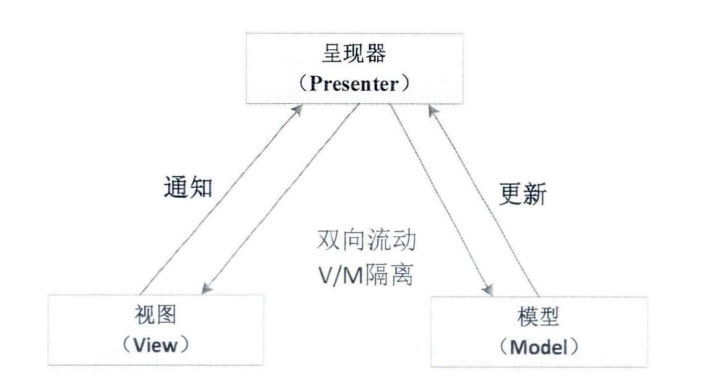 呈现器
（Presenter）
通知
更新
双向流动
V/M隔离
视图
（View）
模型
（Model）